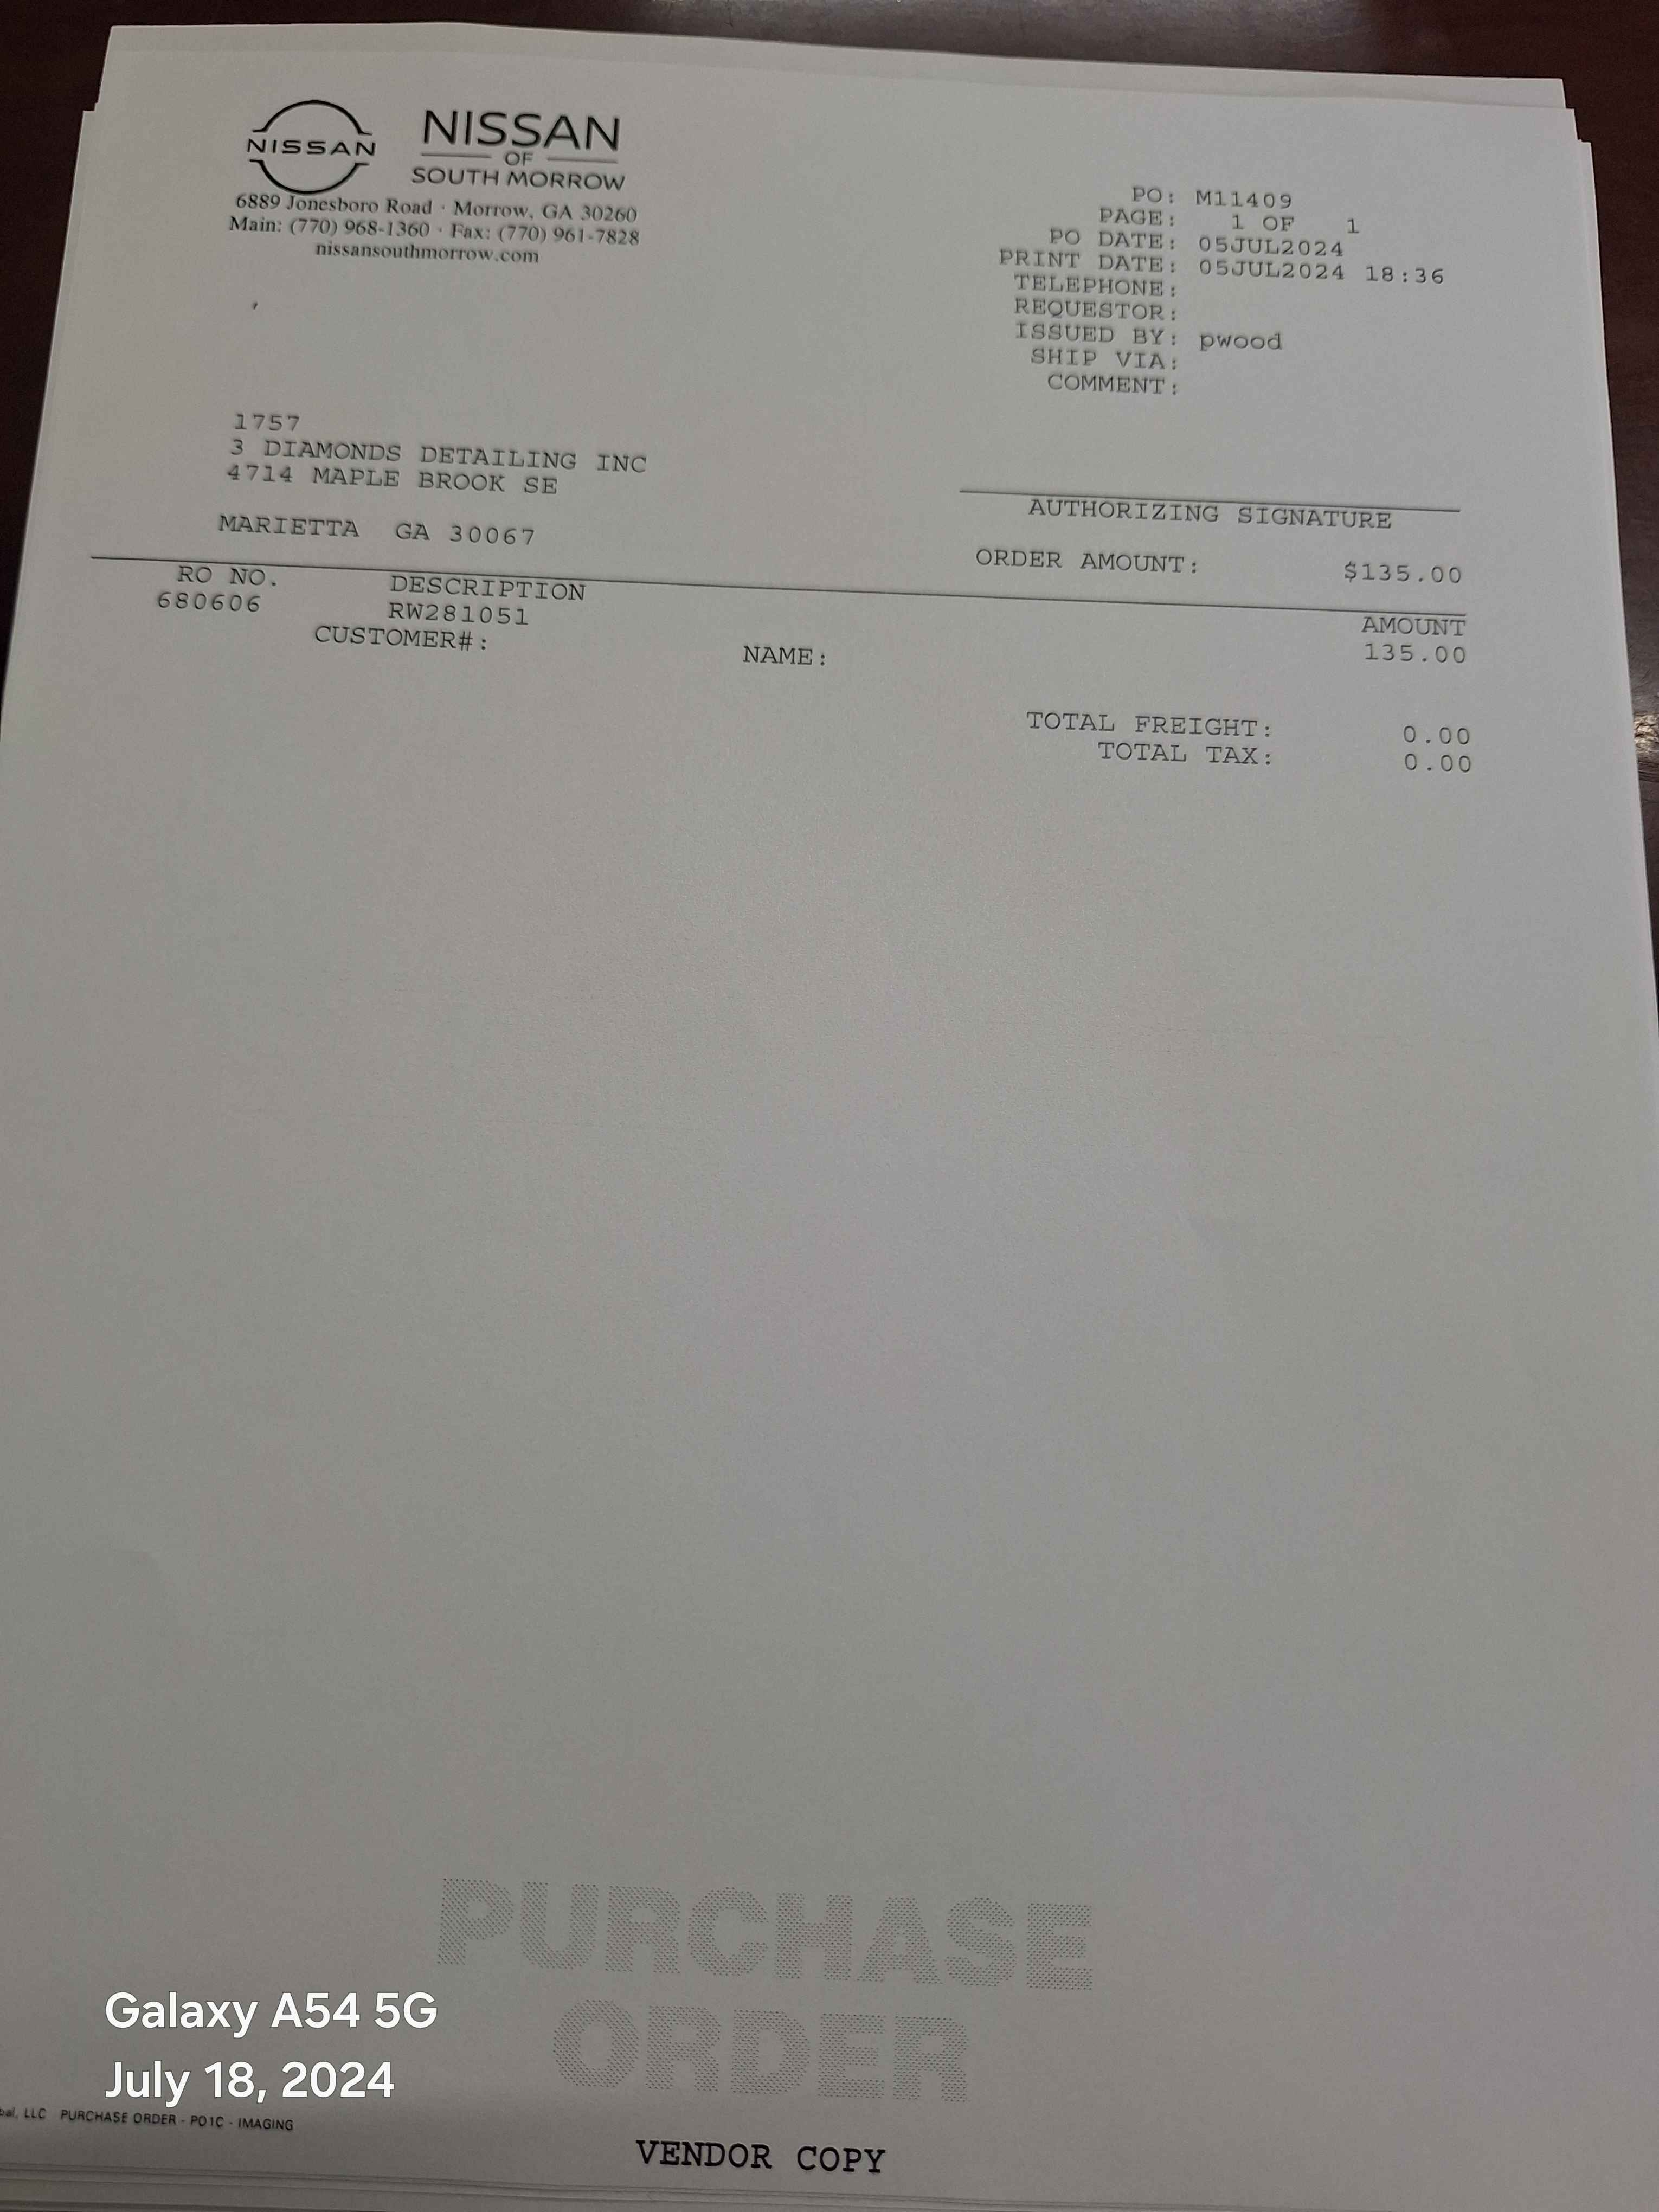 NISSAN
NISSAN
OF
SOUTH MORROW
6889 Jonesboro Road · Morrow, GA 30260
Main: (770) 968-1360 · Fax: (770) 961-7828
nissansouthmorrow.com
PO: M11409
PAGE: 1 OF 1
PO DATE: 05JUL2024
PRINT DATE: 05JUL2024 18:36
TELEPHONE:
REQUESTOR:
ISSUED BY: pwood
SHIP VIA:
COMMENT:
1757
3 DIAMONDS DETAILING INC
4714 MAPLE BROOK SE
MARIETTA GA 30067
AUTHORIZING SIGNATURE
ORDER AMOUNT: $135.00
RO NO. DESCRIPTION AMOUNT
680606 RW281051 135.00
CUSTOMER#: NAME:
TOTAL FREIGHT: 0.00
TOTAL TAX: 0.00
PURCHASE
ORDER
Galaxy A54 5G
July 18, 2024
LLC PURCHASE ORDER - PO1C - IMAGING
VENDOR COPY